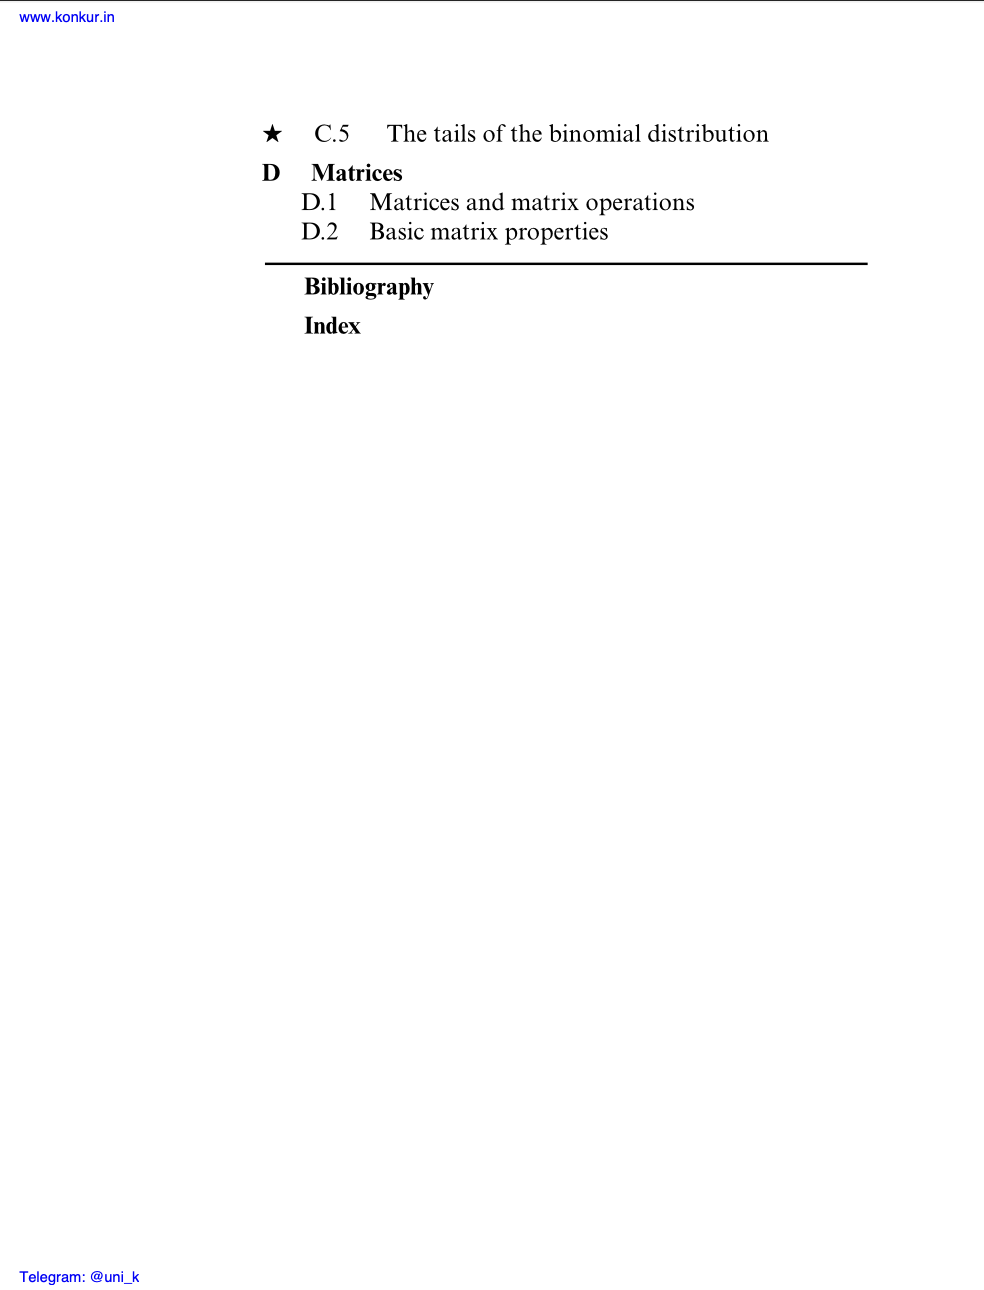 www.konkur.in
★ C.5 The tails of the binomial distribution
D Matrices
D.1 Matrices and matrix operations
D.2 Basic matrix properties
Bibliography
Index
Telegram: @uni_k